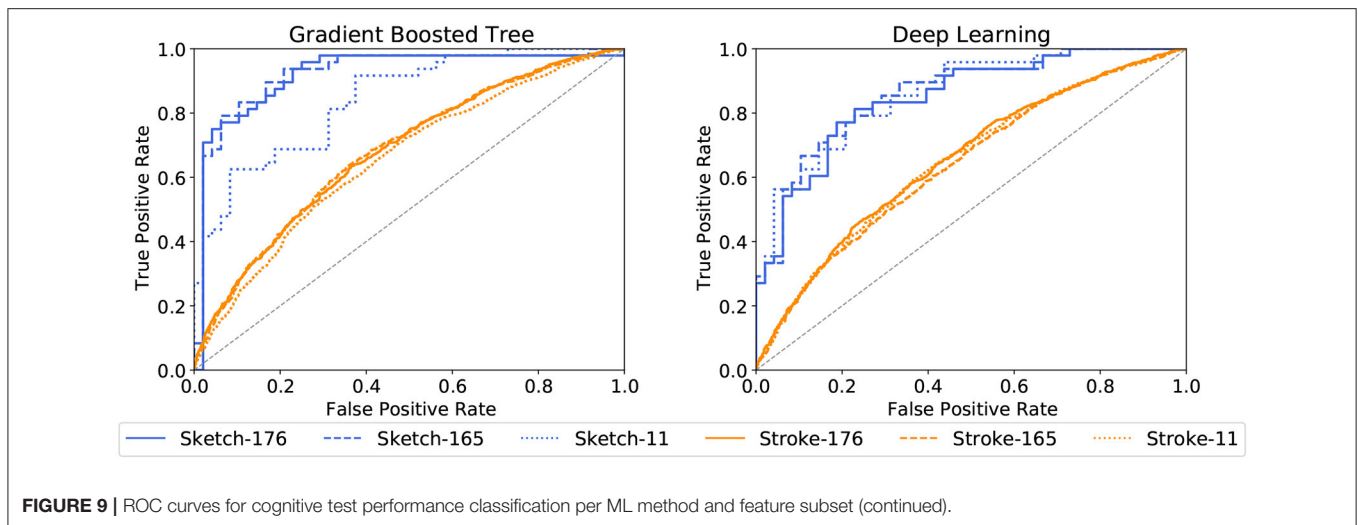 Gradient Boosted Tree
1.0
0.8
0.6
0.4
0.2
0.0
True Positive Rate
0.0 0.2 0.4 0.6 0.8 1.0
False Positive Rate
Deep Learning
1.0
0.8
0.6
0.4
0.2
0.0
True Positive Rate
0.0 0.2 0.4 0.6 0.8 1.0
False Positive Rate
Sketch-176 Sketch-165 Sketch-11 Stroke-176 Stroke-165 Stroke-11
FIGURE 9 | ROC curves for cognitive test performance classification per ML method and feature subset (continued).